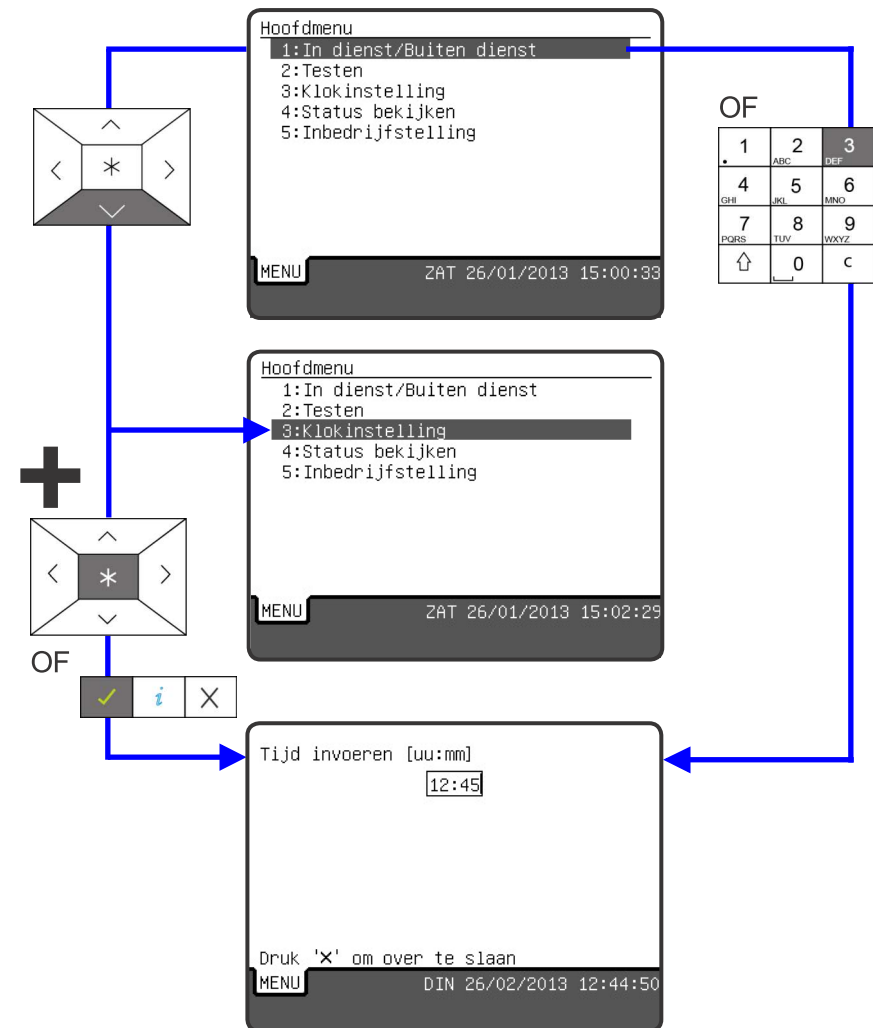 Hoofdmenu
1:In dienst/Buiten dienst
2:Testen
3:Klokinstelling
4:Status bekijken
5:Inbedrijfstelling
MENU ZAT 26/01/2013 15:00:33
OF
1 2 3
. ABC DEF
4 5 6
GHI JKL MNO
7 8 9
PQRS TUV WXYZ
0 C
Hoofdmenu
1:In dienst/Buiten dienst
2:Testen
3:Klokinstelling
4:Status bekijken
5:Inbedrijfstelling
MENU ZAT 26/01/2013 15:02:29
OF
i
Tijd invoeren [uu:mm]
12:45
Druk 'X' om over te slaan
MENU DIN 26/02/2013 12:44:50